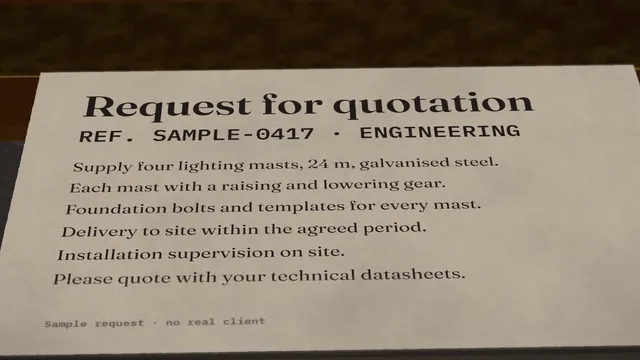 Request for quotation
REF. SAMPLE-0417 · ENGINEERING
Supply four lighting masts, 24 m, galvanised steel.
Each mast with a raising and lowering gear.
Foundation bolts and templates for every mast.
Delivery to site within the agreed period.
Installation supervision on site.
Please quote with your technical datasheets.
Sample request · no real client